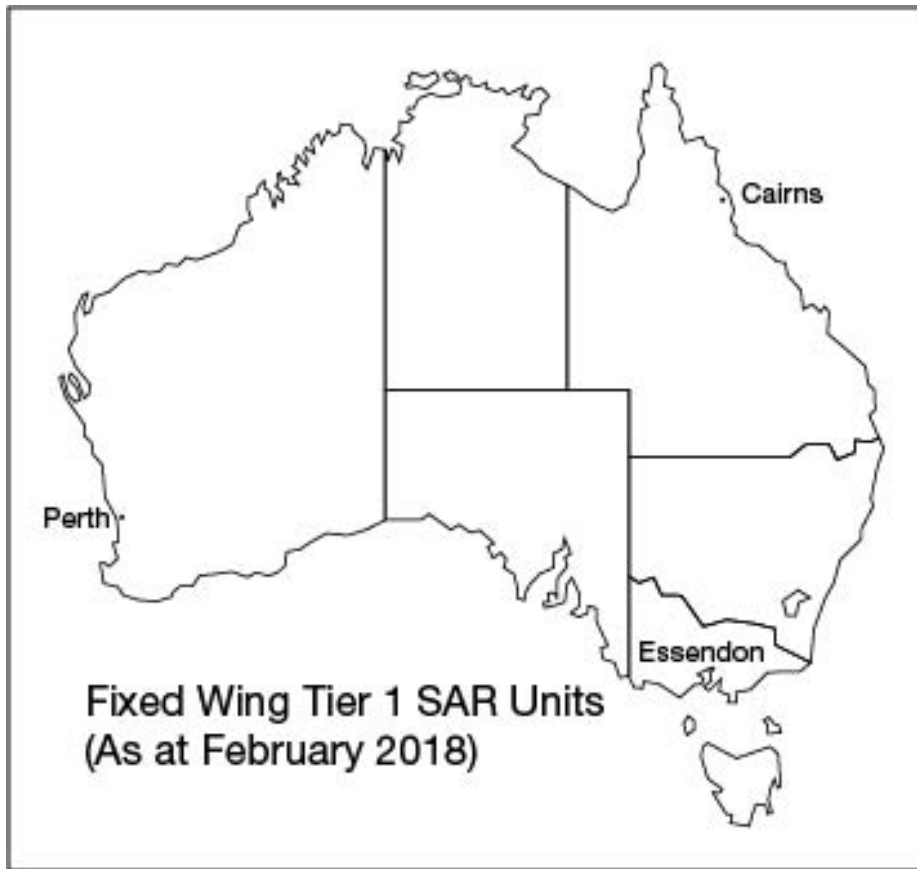 Cairns
Perth
Essendon
Fixed Wing Tier 1 SAR Units
(As at February 2018)